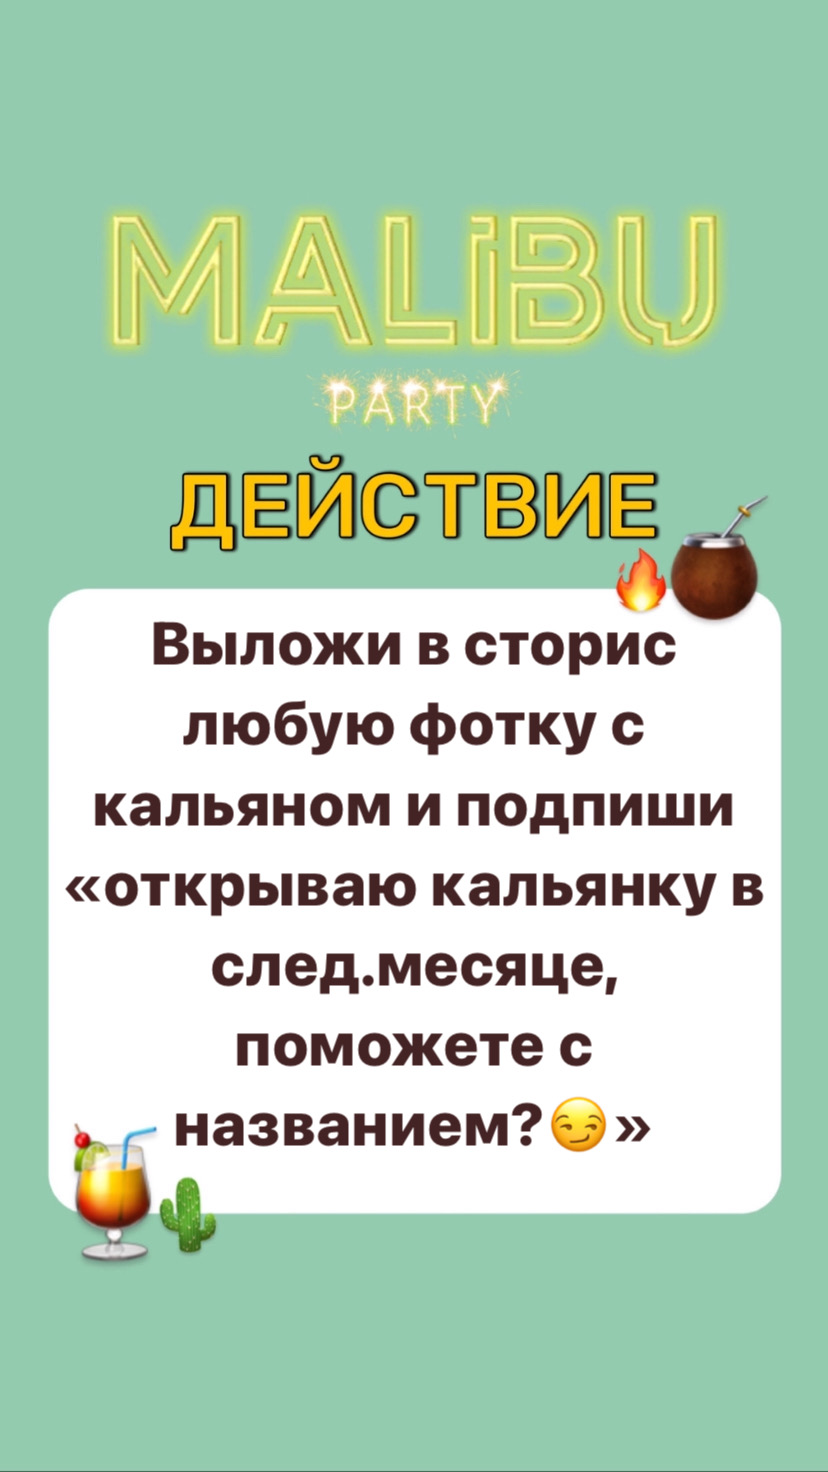 MALIBU
PARTY
ДЕЙСТВИЕ
Выложи в сторис
любую фотку с
кальяном и подпиши
«открываю кальянку в
след.месяце,
поможете с
названием?😏»